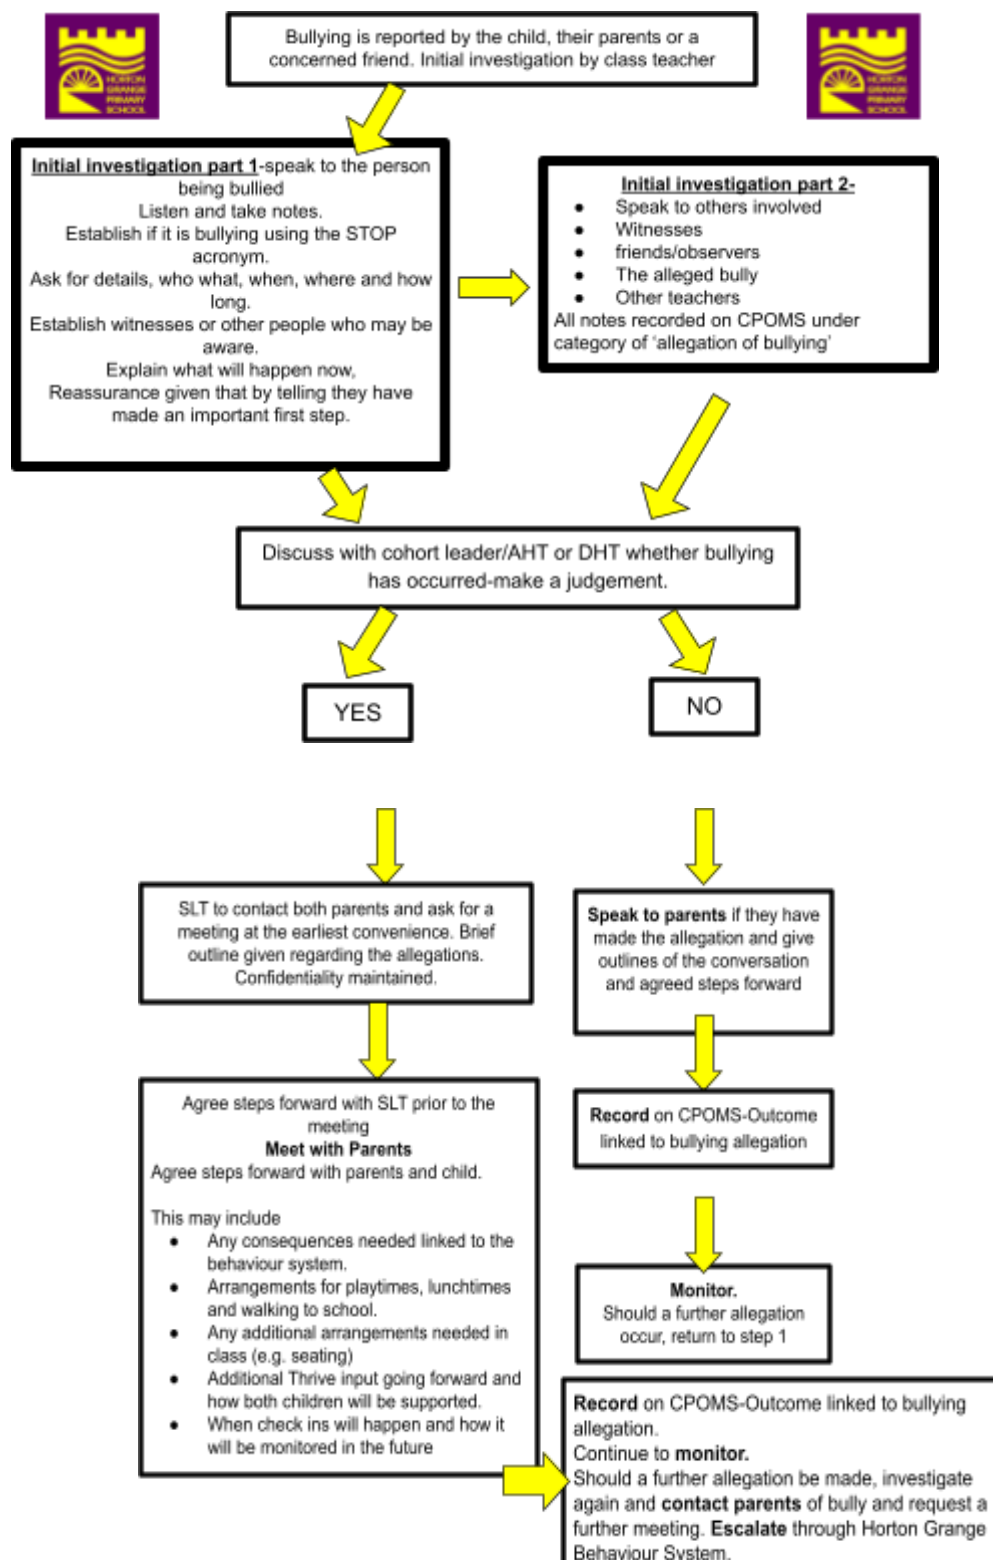 HORTON
GRANGE
PRIMARY
SCHOOL
Bullying is reported by the child, their parents or a
concerned friend. Initial investigation by class teacher
HORTON
GRANGE
PRIMARY
SCHOOL
Initial investigation part 1-speak to the person
being bullied
Listen and take notes.
Establish if it is bullying using the STOP
acronym.
Ask for details, who what, when, where and how
long.
Establish witnesses or other people who may be
aware.
Explain what will happen now,
Reassurance given that by telling they have
made an important first step.
Initial investigation part 2-
● Speak to others involved
● Witnesses
● friends/observers
● The alleged bully
● Other teachers
All notes recorded on CPOMS under
category of ‘allegation of bullying’
Discuss with cohort leader/AHT or DHT whether bullying
has occurred-make a judgement.
YES
NO
SLT to contact both parents and ask for a
meeting at the earliest convenience. Brief
outline given regarding the allegations.
Confidentiality maintained.
Speak to parents if they have
made the allegation and give
outlines of the conversation
and agreed steps forward
Agree steps forward with SLT prior to the
meeting
Meet with Parents
Agree steps forward with parents and child.
This may include
● Any consequences needed linked to the
behaviour system.
● Arrangements for playtimes, lunchtimes
and walking to school.
● Any additional arrangements needed in
class (e.g. seating)
● Additional Thrive input going forward and
how both children will be supported.
● When check ins will happen and how it
will be monitored in the future
Record on CPOMS-Outcome
linked to bullying allegation
Monitor.
Should a further allegation
occur, return to step 1
Record on CPOMS-Outcome linked to bullying
allegation.
Continue to monitor.
Should a further allegation be made, investigate
again and contact parents of bully and request a
further meeting. Escalate through Horton Grange
Behaviour System.